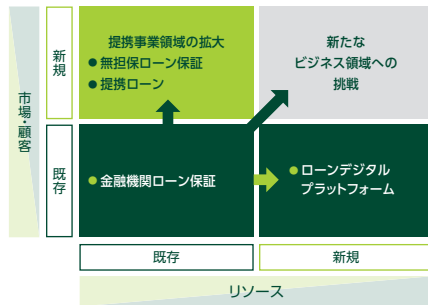 市場・顧客
新規
提携事業領域の拡大
● 無担保ローン保証
● 提携ローン
新たな
ビジネス領域への
挑戦
既存
● 金融機関ローン保証
● ローンデジタル
プラットフォーム
既存
新規
リソース